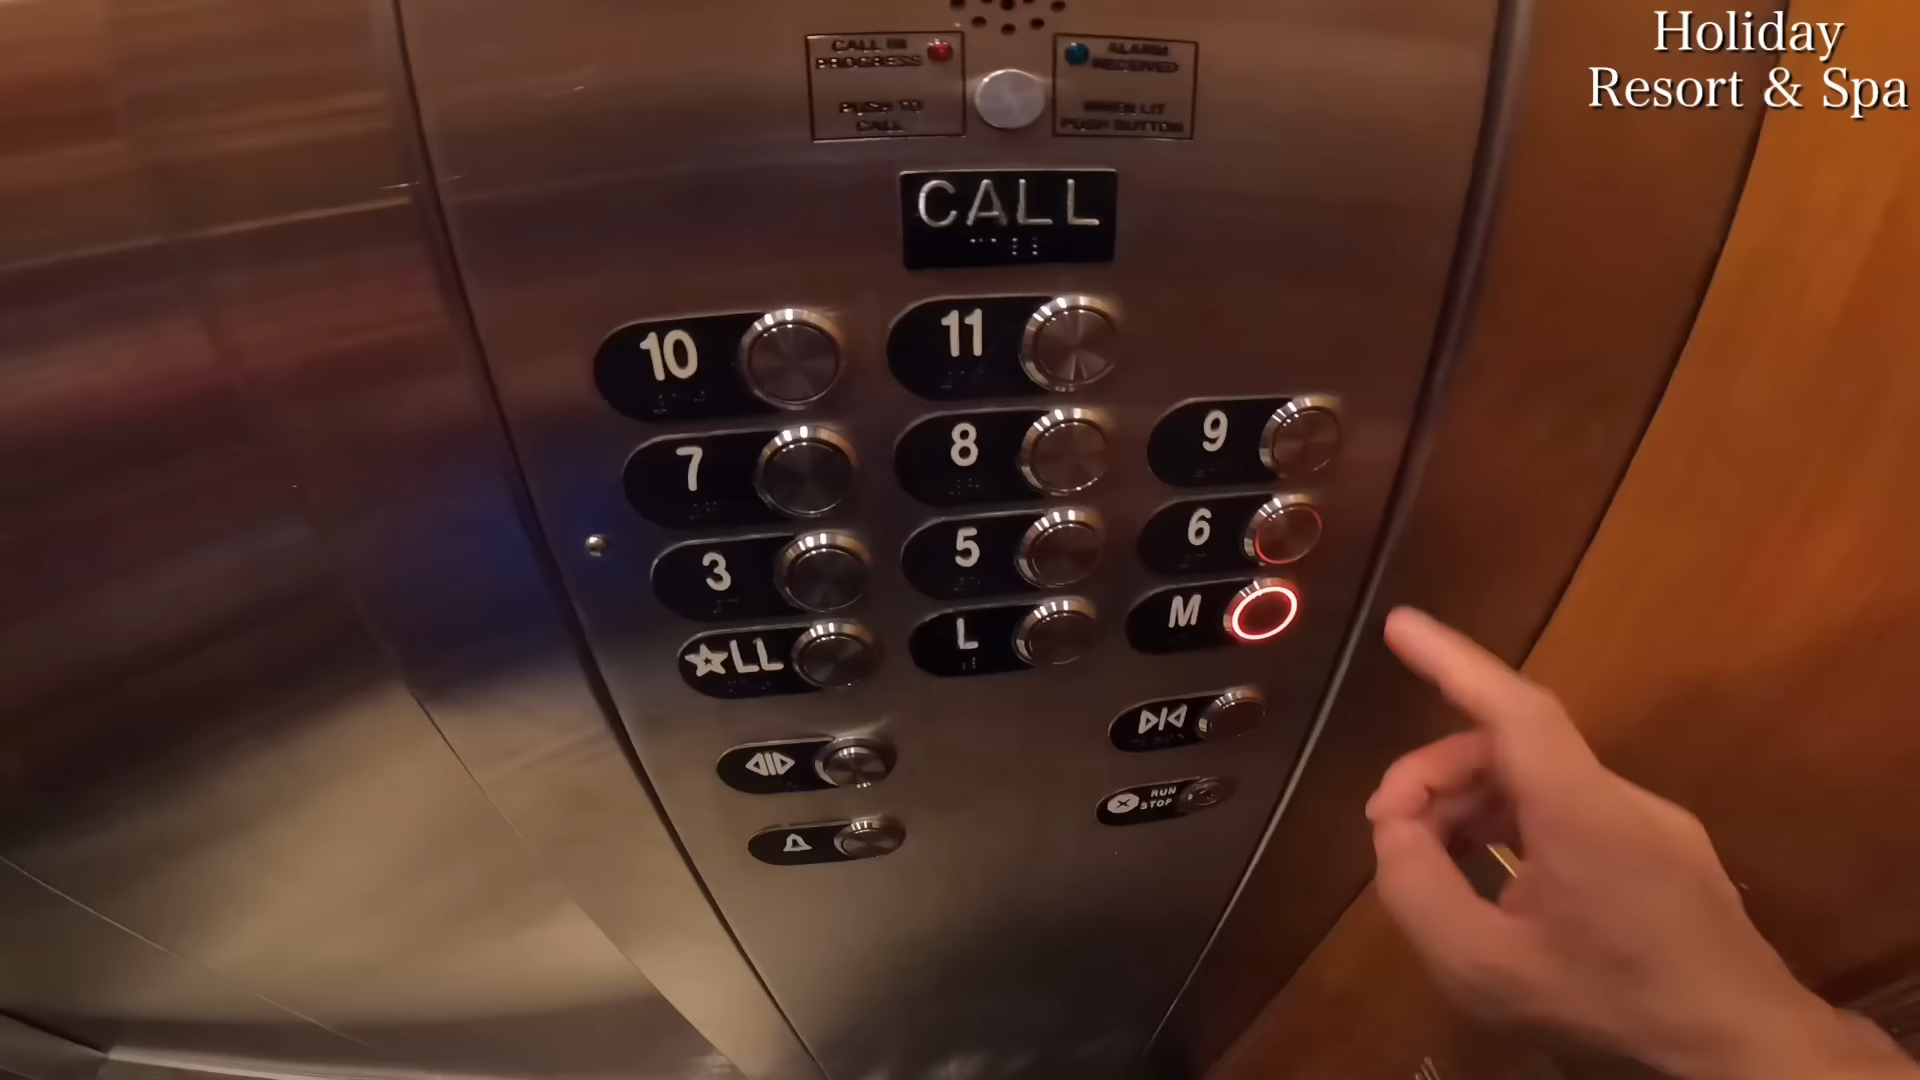 Holiday
Resort & Spa
CALL IN
PROGRESS
PUSH TO
CALL
ALARM
RECEIVED
WHEN LIT
PUSH BUTTON
CALL
10
11
7
8
9
3
5
6
☆LL
L
M
RUN
STOP